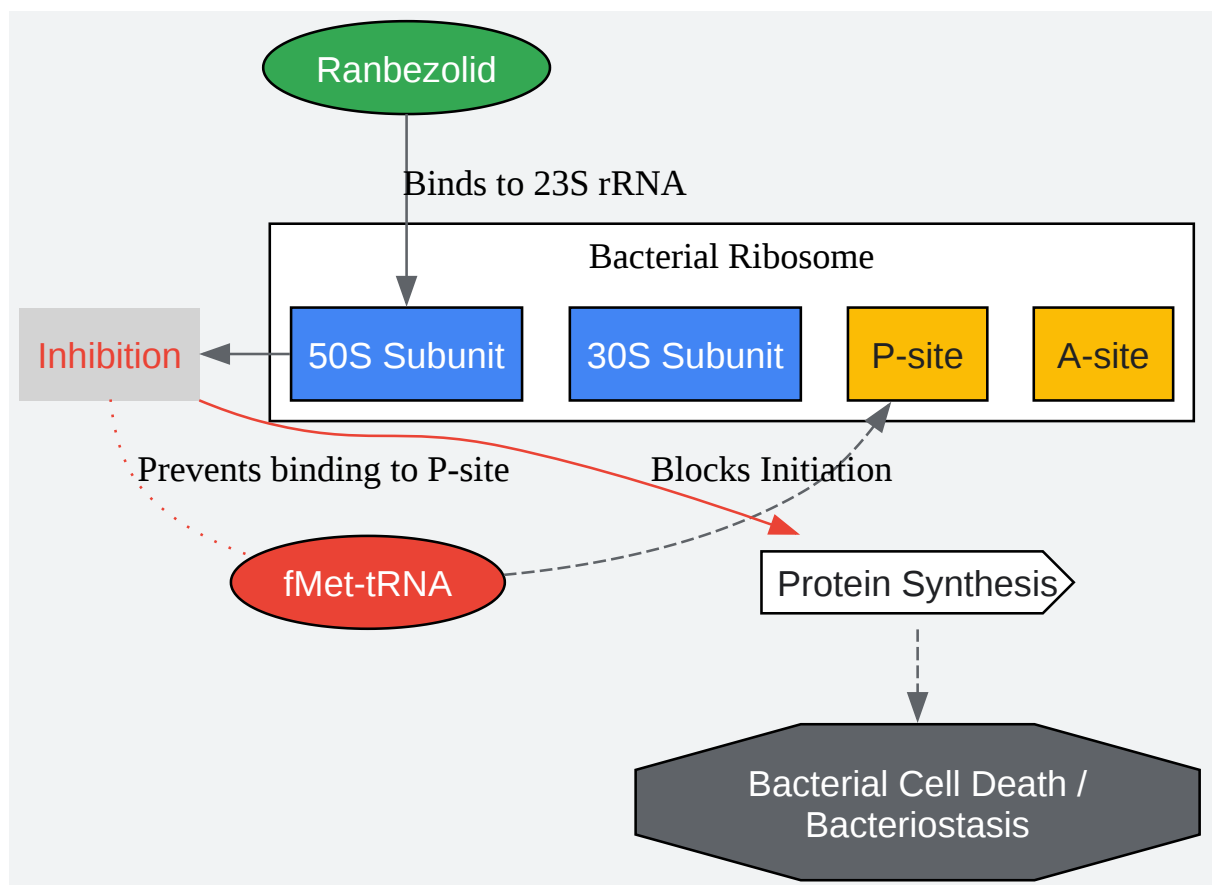 Ranbezolid
Binds to 23S rRNA
Bacterial Ribosome
Inhibition
50S Subunit
30S Subunit
P-site
A-site
Prevents binding to P-site
Blocks Initiation
fMet-tRNA
Protein Synthesis
Bacterial Cell Death /
Bacteriostasis